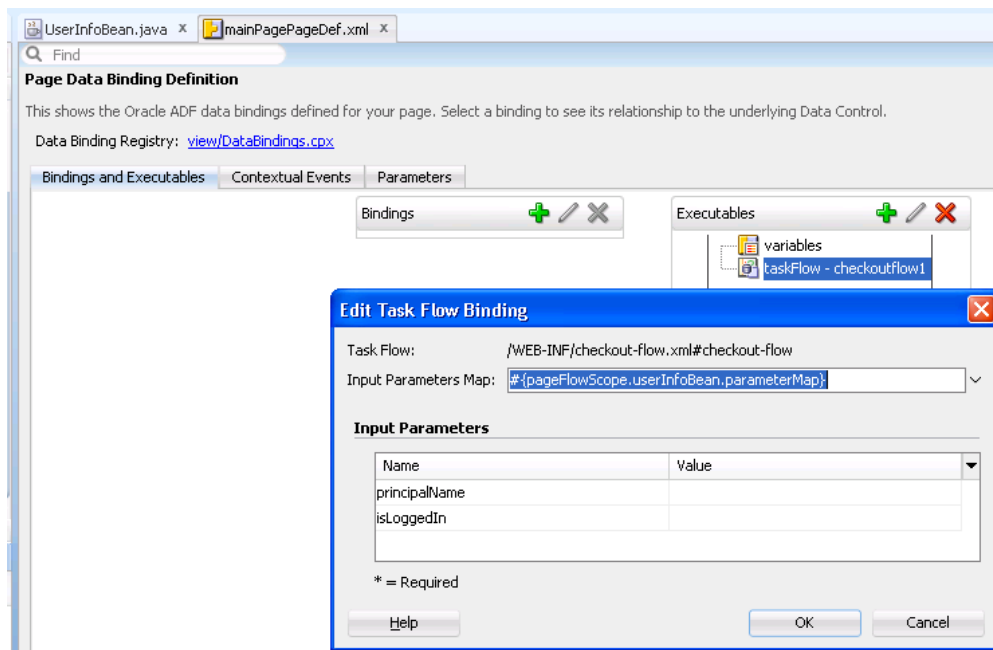 UserInfoBean.java x mainPagePageDef.xml x
Find
Page Data Binding Definition
This shows the Oracle ADF data bindings defined for your page. Select a binding to see its relationship to the underlying Data Control.
Data Binding Registry: view/DataBindings.cpx
Bindings and Executables Contextual Events Parameters
Bindings Executables
variables
taskFlow - checkoutflow1
Edit Task Flow Binding
Task Flow: /WEB-INF/checkout-flow.xml#checkout-flow
Input Parameters Map: #{pageFlowScope.userInfoBean.parameterMap}
Input Parameters
Name Value
principalName
isLoggedIn
* = Required
Help OK Cancel